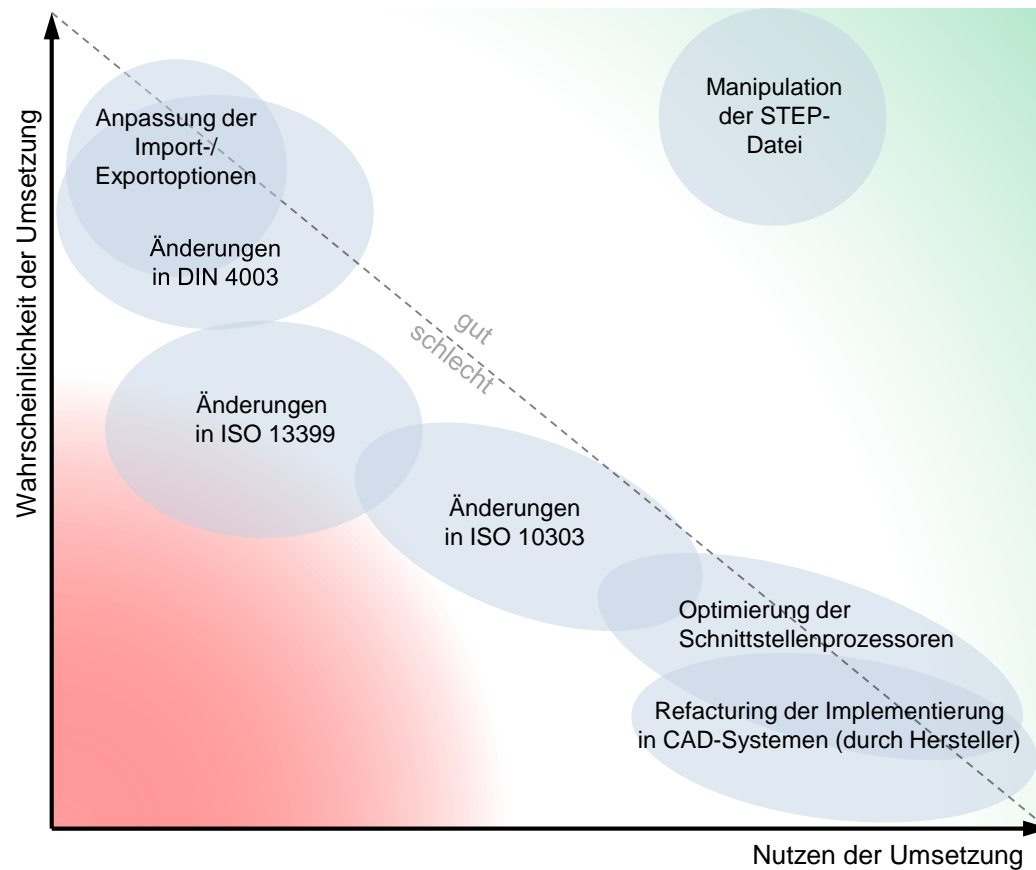 Wahrscheinlichkeit der Umsetzung
Anpassung der
Import-/
Exportoptionen
Änderungen
in DIN 4003
Manipulation
der STEP-
Datei
gut
schlecht
Änderungen
in ISO 13399
Änderungen
in ISO 10303
Optimierung der
Schnittstellenprozessoren
Refacturing der Implementierung
in CAD-Systemen (durch Hersteller)
Nutzen der Umsetzung